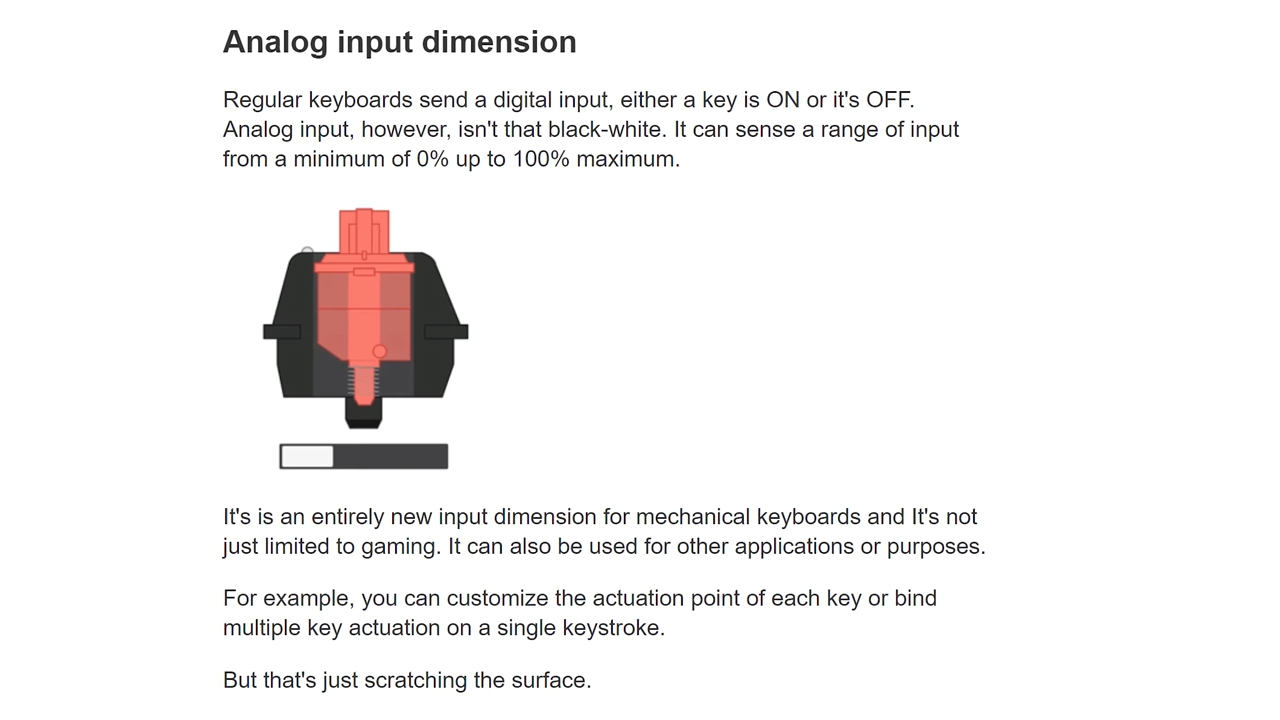 Analog input dimension
Regular keyboards send a digital input, either a key is ON or it's OFF.
Analog input, however, isn't that black-white. It can sense a range of input
from a minimum of 0% up to 100% maximum.
It's is an entirely new input dimension for mechanical keyboards and It's not
just limited to gaming. It can also be used for other applications or purposes.
For example, you can customize the actuation point of each key or bind
multiple key actuation on a single keystroke.
But that's just scratching the surface.